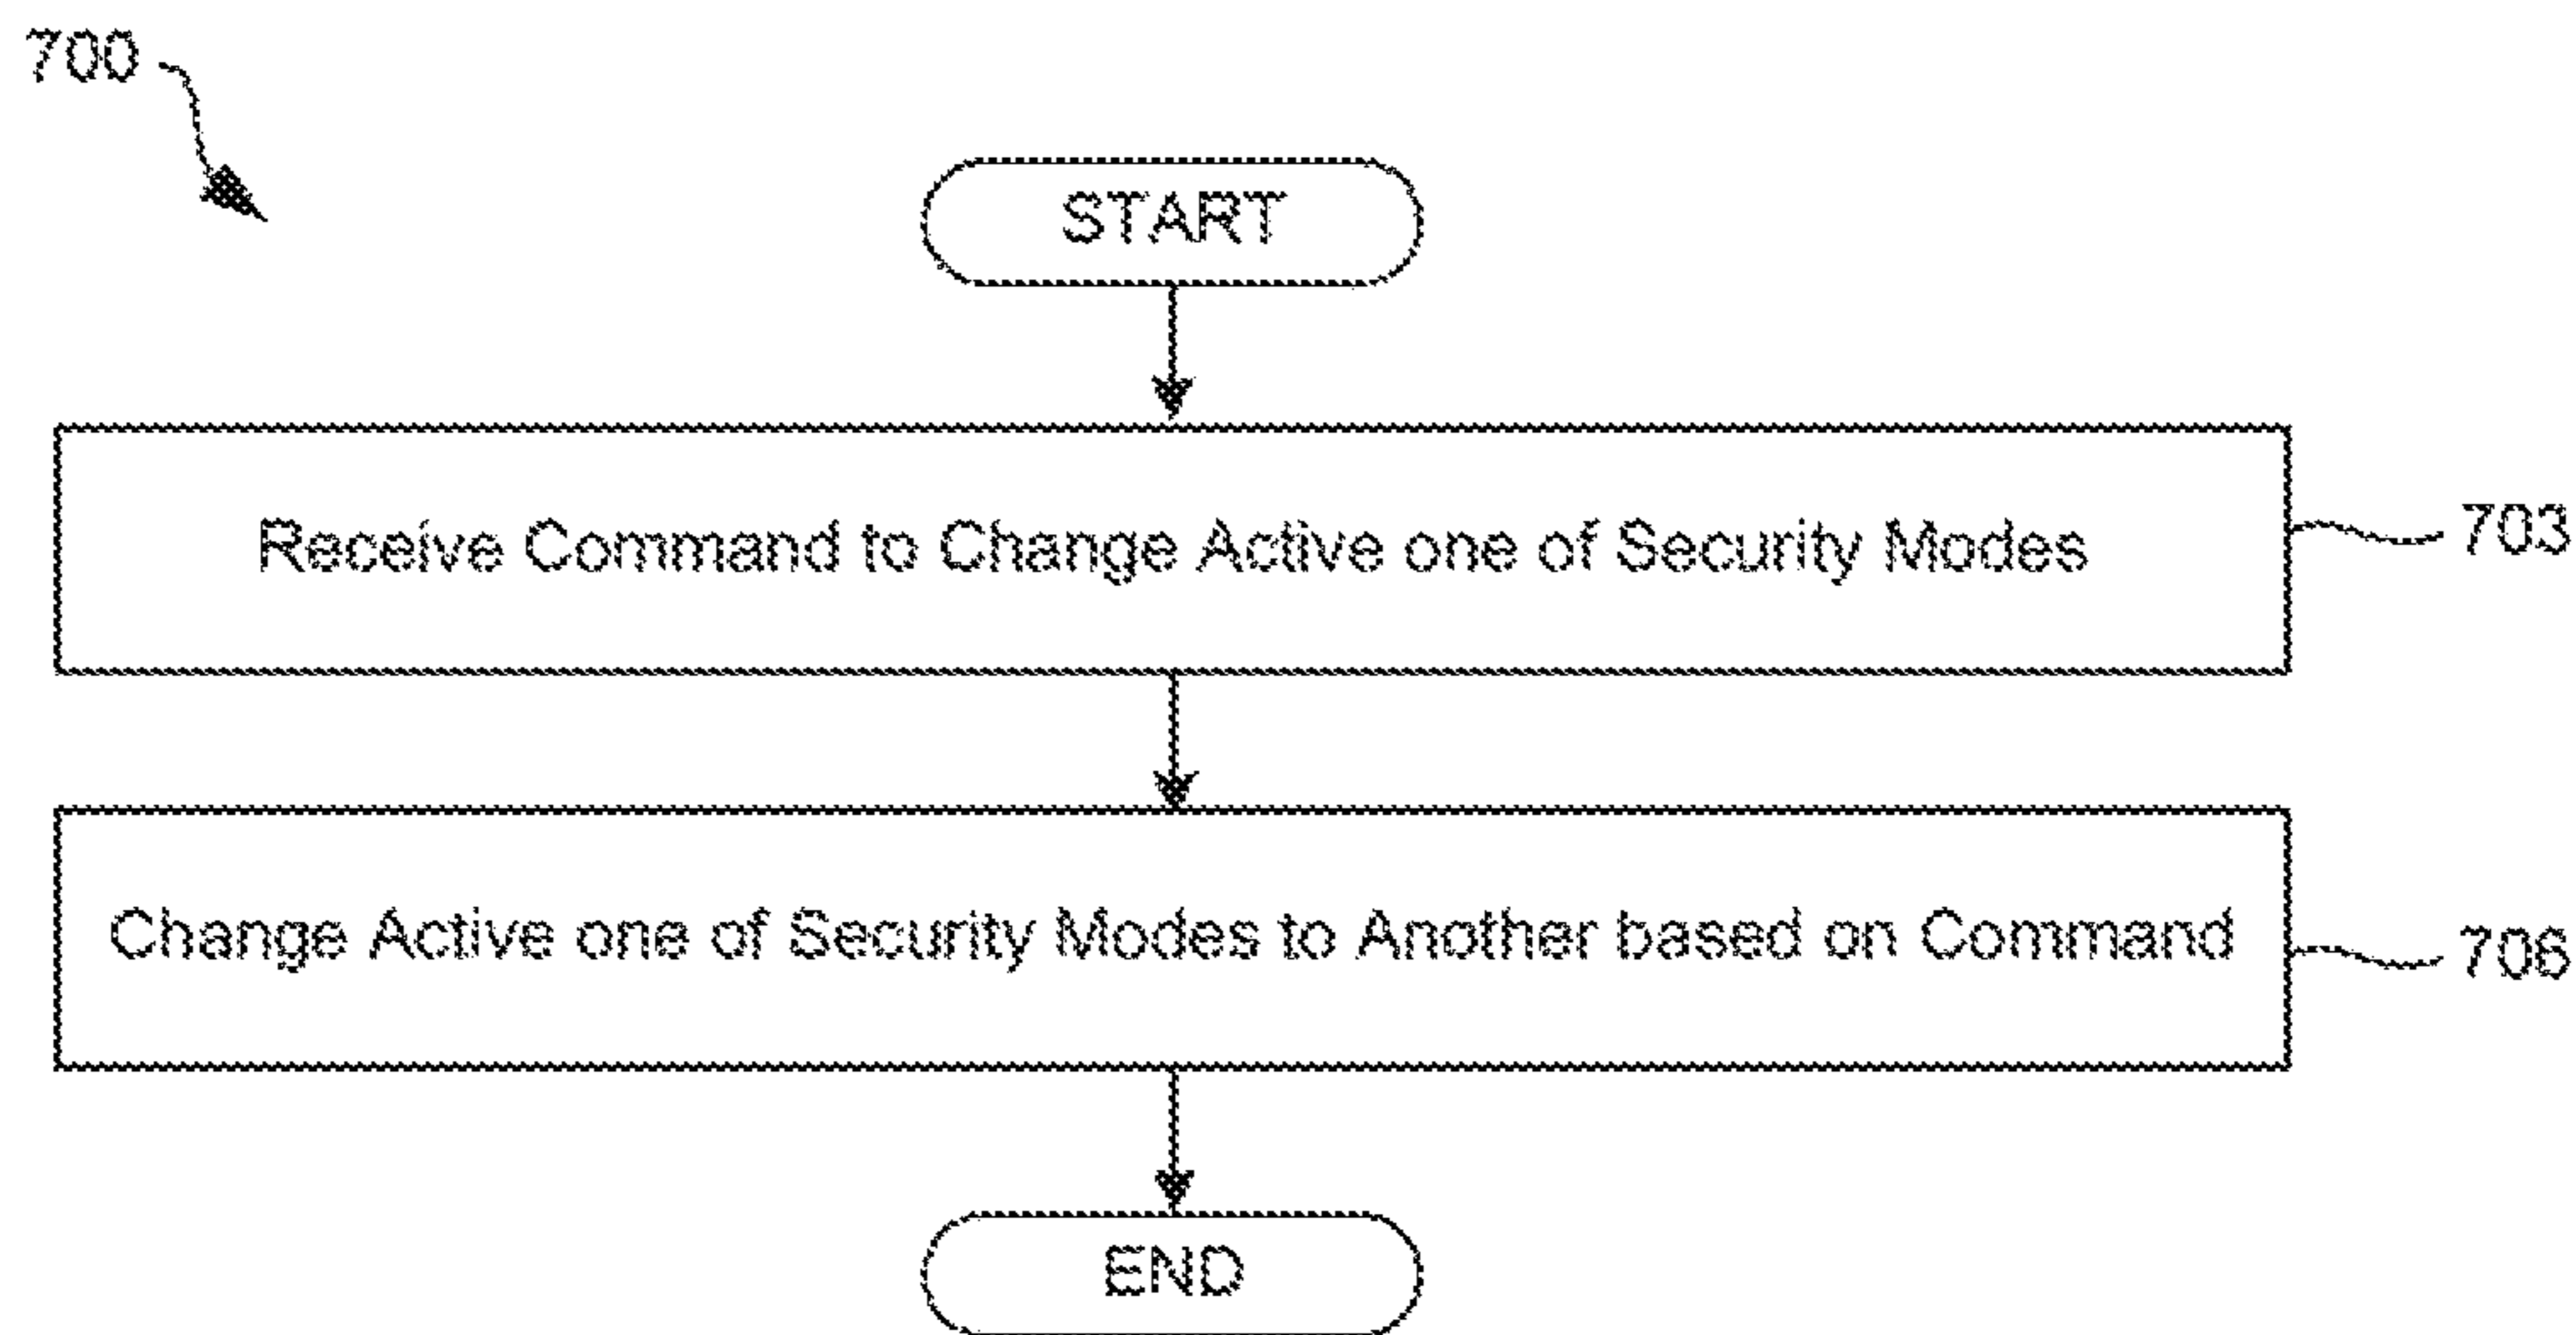 700
START
Receive Command to Change Active one of Security Modes
703
Change Active one of Security Modes to Another based on Command
706
END